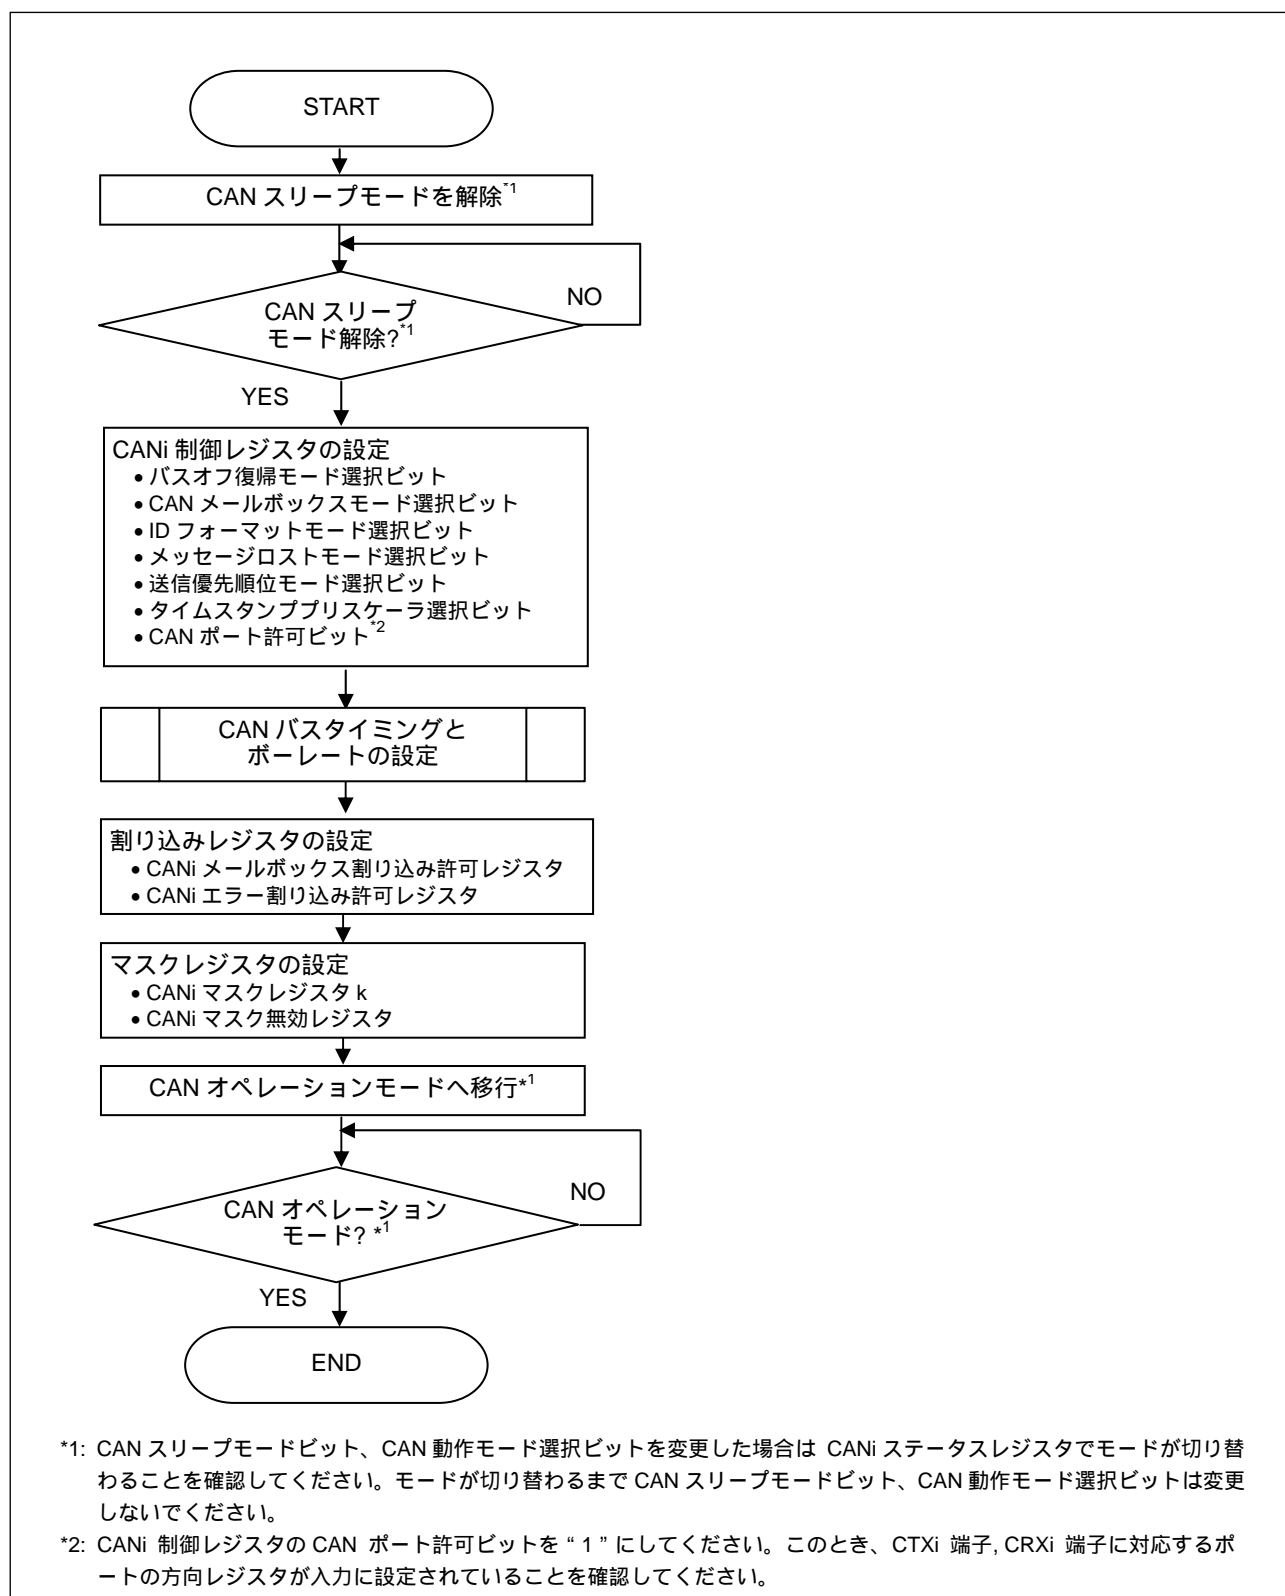 START
CAN スリープモードを解除*1
CAN スリープ
モード解除?*1
NO
YES
CANi 制御レジスタの設定
• バスオフ復帰モード選択ビット
• CAN メールボックスモード選択ビット
• ID フォーマットモード選択ビット
• メッセージロストモード選択ビット
• 送信優先順位モード選択ビット
• タイムスタンププリスケーラ選択ビット
• CAN ポート許可ビット*2
CAN バスタイミングと
ボーレートの設定
割り込みレジスタの設定
• CANi メールボックス割り込み許可レジスタ
• CANi エラー割り込み許可レジスタ
マスクレジスタの設定
• CANi マスクレジスタ k
• CANi マスク無効レジスタ
CAN オペレーションモードへ移行*1
CAN オペレーション
モード? *1
NO
YES
END
*1: CAN スリープモードビット、CAN 動作モード選択ビットを変更した場合は CANi ステータスレジスタでモードが切り替
わることを確認してください。モードが切り替わるまで CAN スリープモードビット、CAN 動作モード選択ビットは変更
しないでください。
*2: CANi 制御レジスタの CAN ポート許可ビットを “ 1 ” にしてください。このとき、CTXi 端子, CRXi 端子に対応するポ
ートの方向レジスタが入力に設定されていることを確認してください。